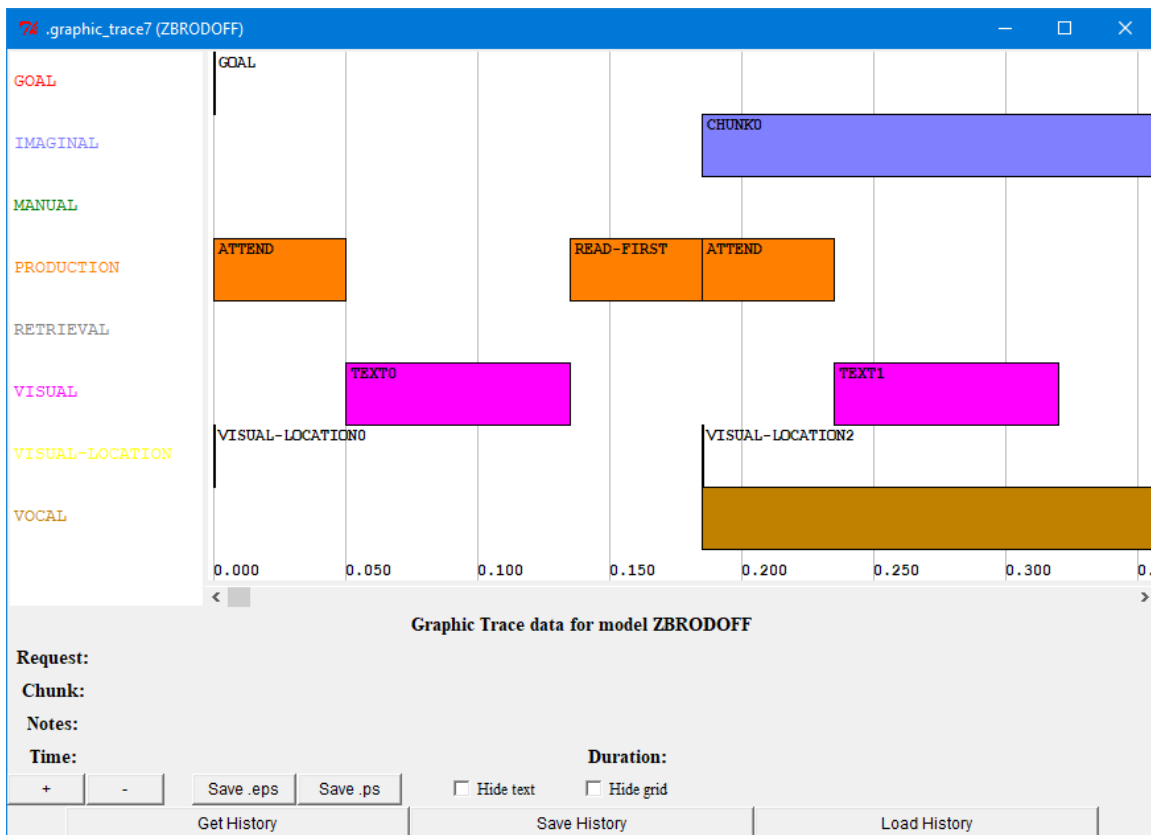 .graphic_trace7 (ZBRODOFF)
GOAL
GOAL
CHUNK0
IMAGINAL
MANUAL
ATTEND READ-FIRST ATTEND
PRODUCTION
RETRIEVAL
TEXT0 TEXT1
VISUAL
VISUAL-LOCATION0 VISUAL-LOCATION2
VISUAL-LOCATION
VOCAL
0.000 0.050 0.100 0.150 0.200 0.250 0.300 0.
Graphic Trace data for model ZBRODOFF
Request:
Chunk:
Notes:
Time: Duration:
+ - Save .eps Save .ps Hide text Hide grid
Get History Save History Load History